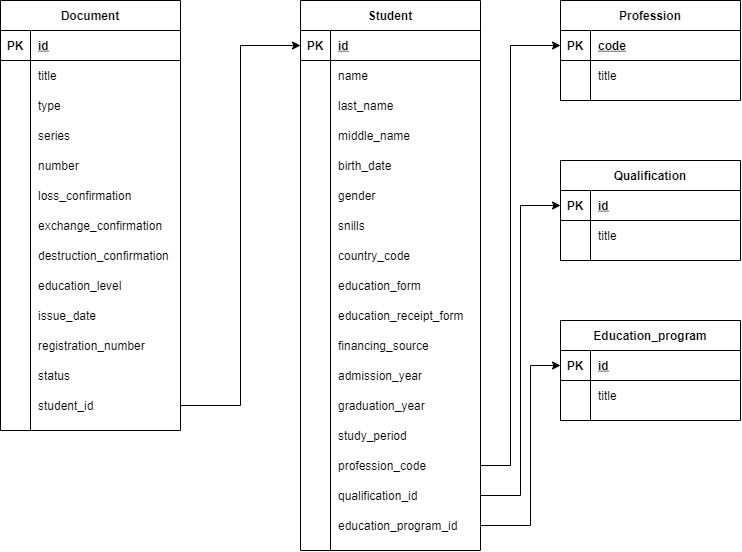 Document
PK id
title
type
series
number
loss_confirmation
exchange_confirmation
destruction_confirmation
education_level
issue_date
registration_number
status
student_id
Student
PK id
name
last_name
middle_name
birth_date
gender
snills
country_code
education_form
education_receipt_form
financing_source
admission_year
graduation_year
study_period
profession_code
qualification_id
education_program_id
Profession
PK code
title
Qualification
PK id
title
Education_program
PK id
title